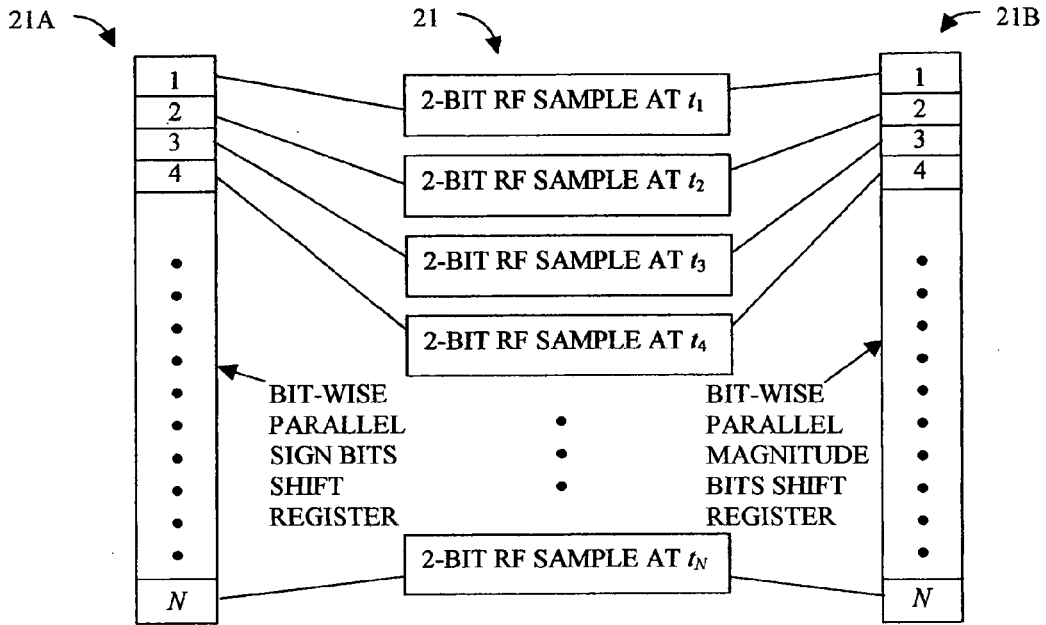 21A
21
21B
1
2
3
4
N
2-BIT RF SAMPLE AT t1
2-BIT RF SAMPLE AT t2
2-BIT RF SAMPLE AT t3
2-BIT RF SAMPLE AT t4
2-BIT RF SAMPLE AT tN
BIT-WISE
PARALLEL
SIGN BITS
SHIFT
REGISTER
BIT-WISE
PARALLEL
MAGNITUDE
BITS SHIFT
REGISTER
1
2
3
4
N